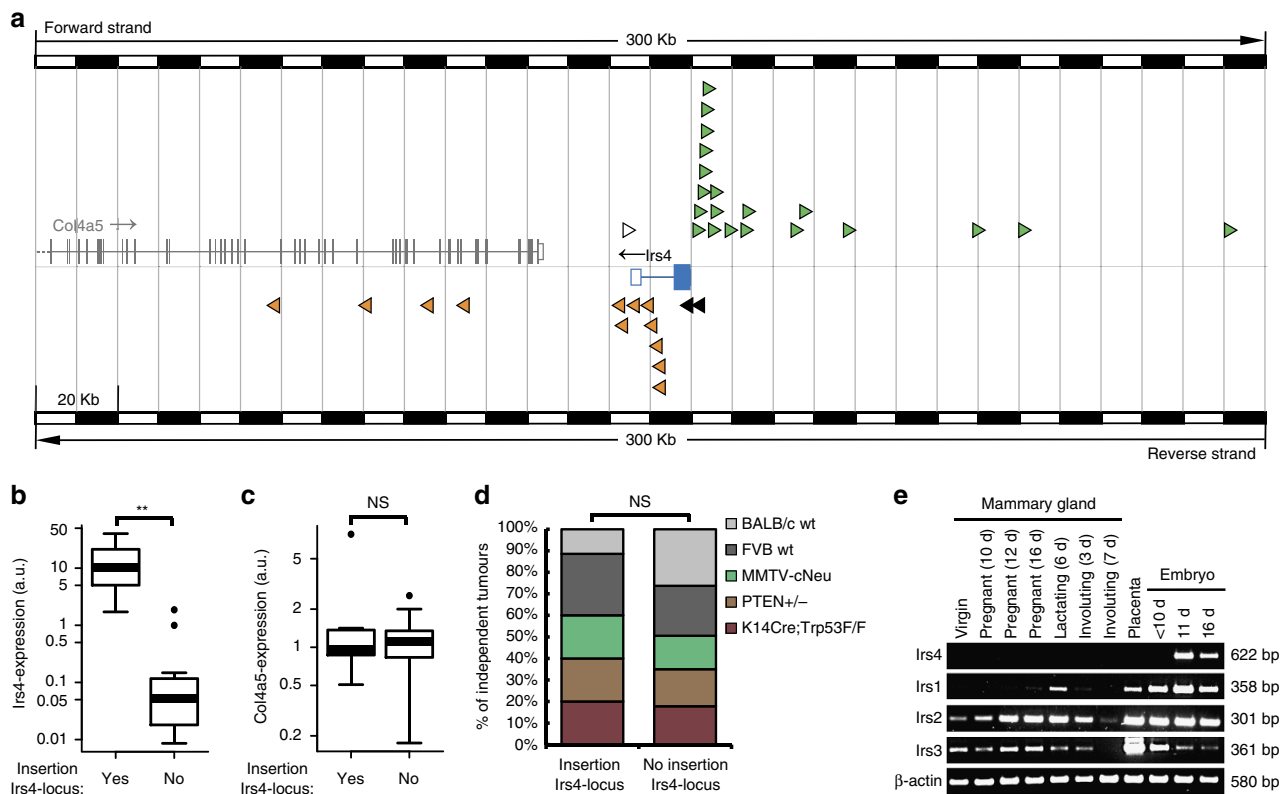 a
Forward strand
300 Kb
Col4a5
Irs4
20 Kb
300 Kb
Reverse strand
b
**
Irs4-expression (a.u.)
50
10
5
1
0.5
0.1
0.05
0.01
Insertion
Irs4-locus:
Yes
No
c
NS
Col4a5-expression (a.u.)
5
2
1
0.5
0.2
Insertion
Irs4-locus:
Yes
No
d
NS
% of independent tumours
100%
90%
80%
70%
60%
50%
40%
30%
20%
10%
0%
Insertion
Irs4-locus
No insertion
Irs4-locus
BALB/c wt
FVB wt
MMTV-cNeu
PTEN+/–
K14Cre;Trp53F/F
e
Mammary gland
Virgin
Pregnant (10 d)
Pregnant (12 d)
Pregnant (16 d)
Lactating (6 d)
Involuting (3 d)
Involuting (7 d)
Placenta
Embryo
<10 d
11 d
16 d
Irs4
622 bp
Irs1
358 bp
Irs2
301 bp
Irs3
361 bp
β-actin
580 bp